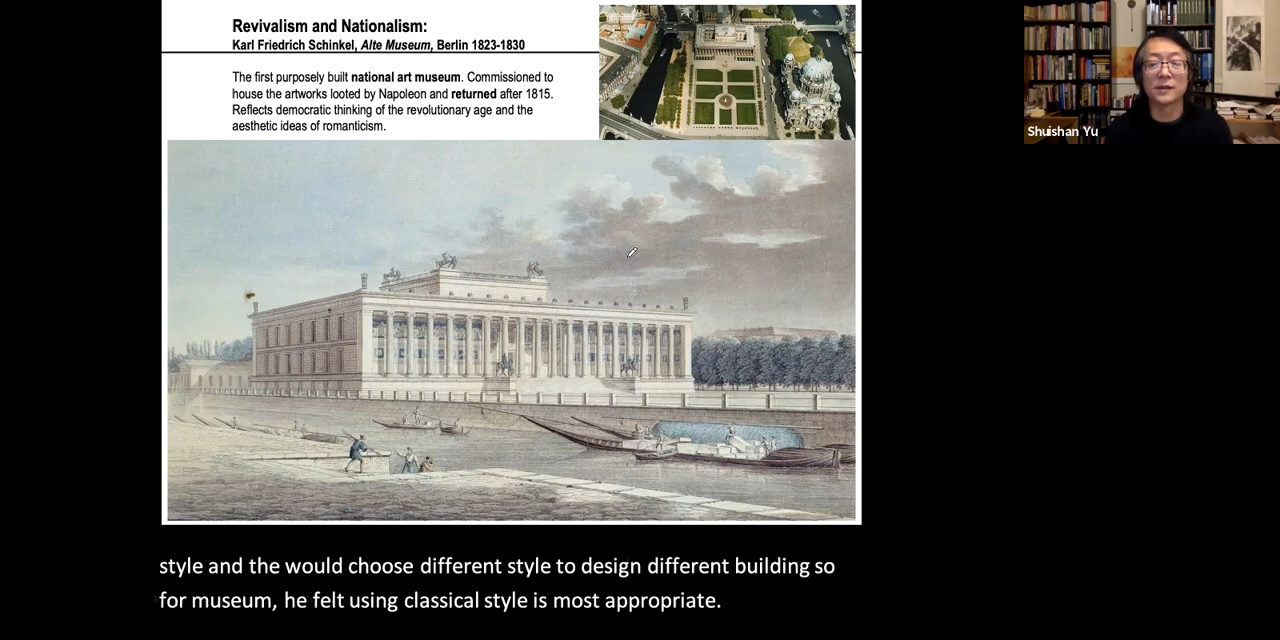 Revivalism and Nationalism:
Karl Friedrich Schinkel, Alte Museum, Berlin 1823-1830
The first purposely built national art museum. Commissioned to
house the artworks looted by Napoleon and returned after 1815.
Reflects democratic thinking of the revolutionary age and the
aesthetic ideas of romanticism.
Shuishan Yu
style and the would choose different style to design different building so
for museum, he felt using classical style is most appropriate.